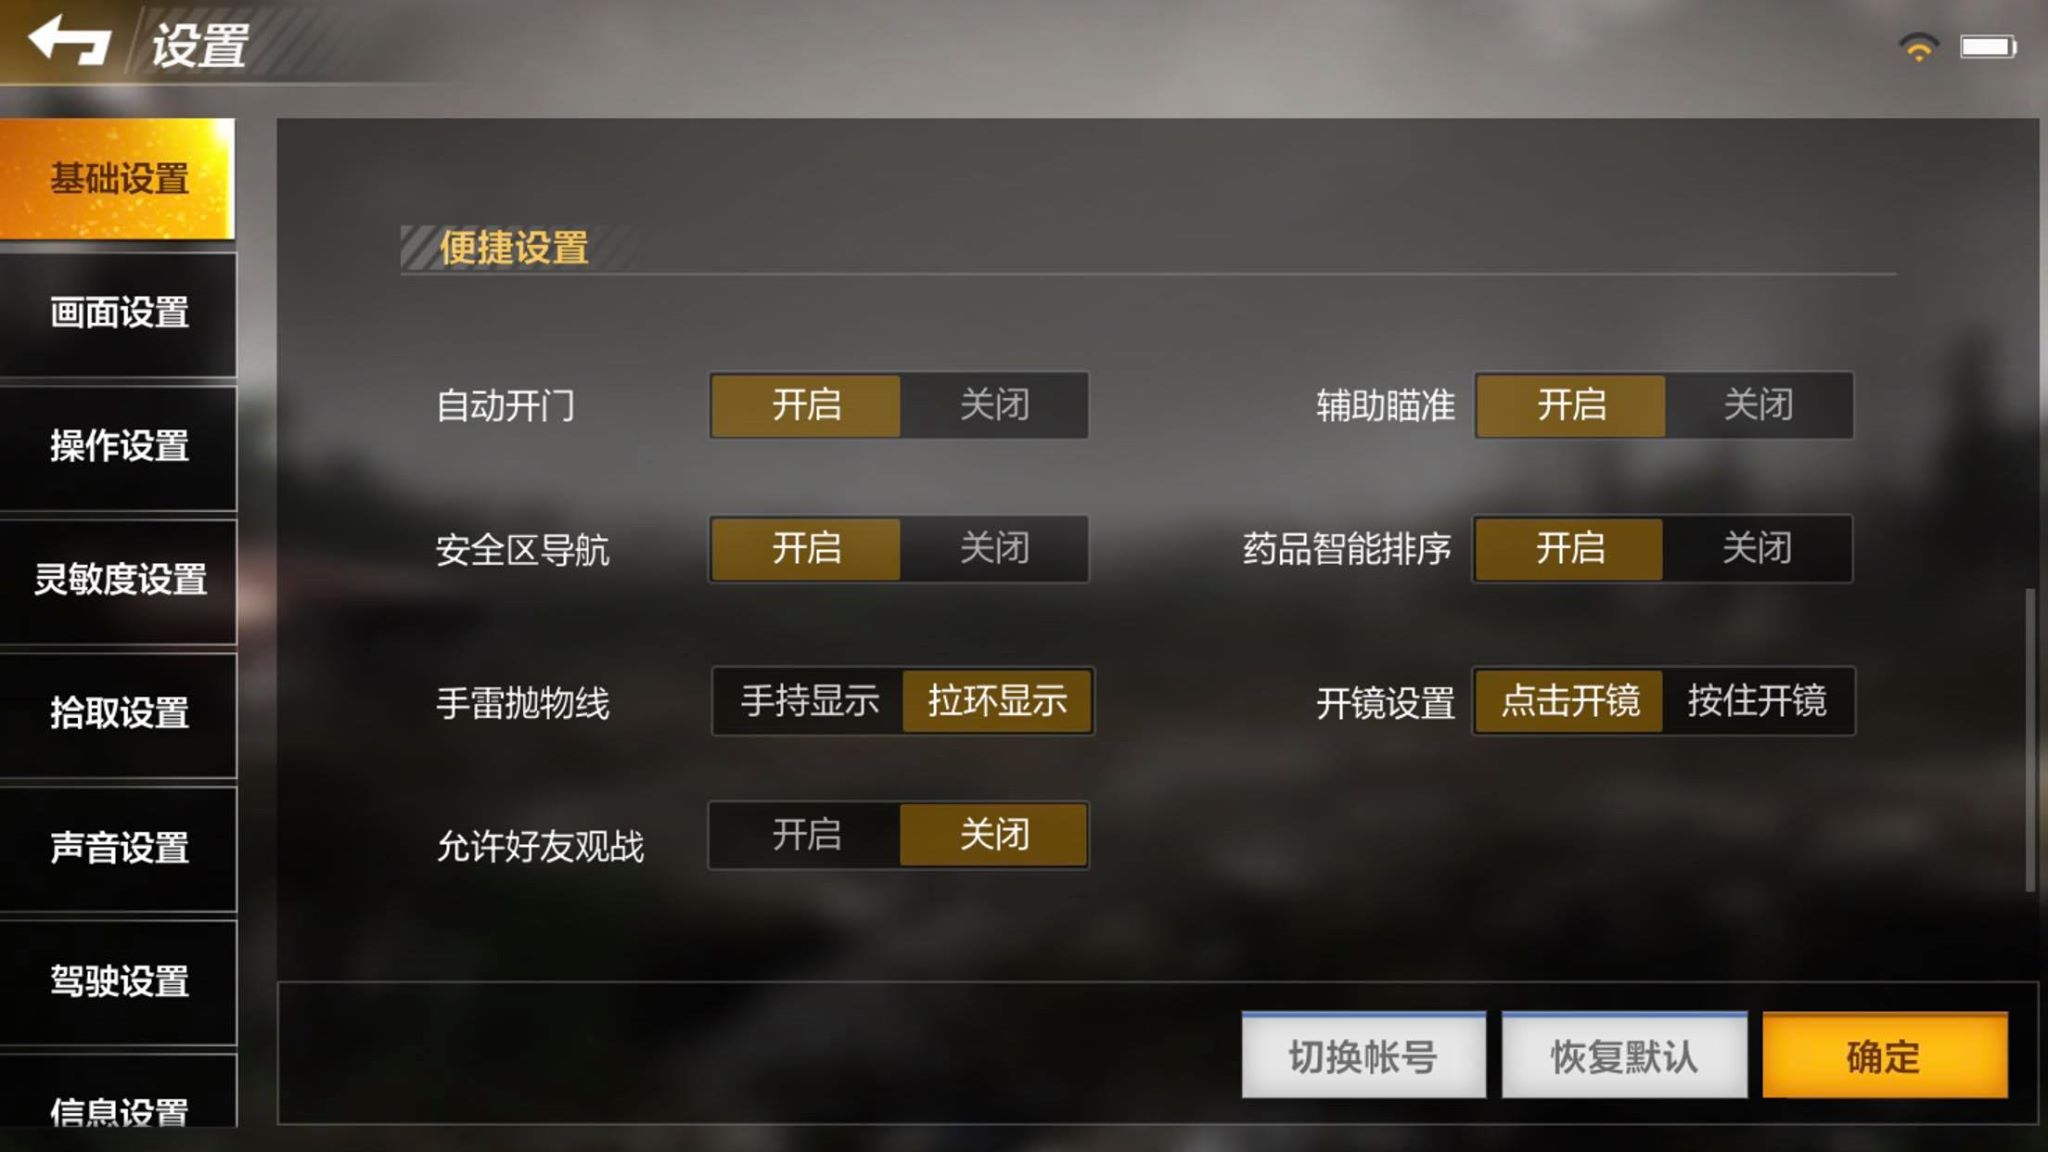 设置
基础设置
画面设置
操作设置
灵敏度设置
拾取设置
声音设置
驾驶设置
信息设置
便捷设置
自动开门 开启 关闭 辅助瞄准 开启 关闭
安全区导航 开启 关闭 药品智能排序 开启 关闭
手雷抛物线 手持显示 拉环显示 开镜设置 点击开镜 按住开镜
允许好友观战 开启 关闭
切换帐号 恢复默认 确定